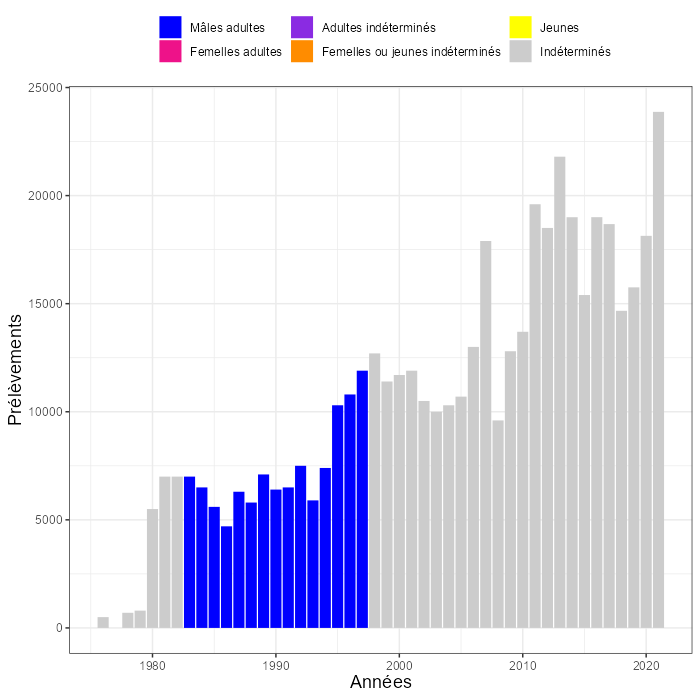 Mâles adultes Adultes indéterminés Jeunes
Femelles adultes Femelles ou jeunes indéterminés Indéterminés
25000
20000
15000
10000
5000
0
Prélèvements
1980 1990 2000 2010 2020
Années